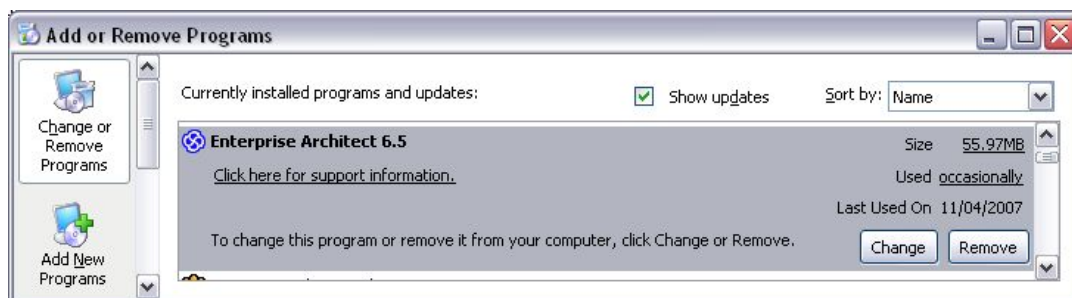 Add or Remove Programs
Currently installed programs and updates:
Show updates
Sort by: Name
Change or
Remove
Programs
Enterprise Architect 6.5
Size 55.97MB
Click here for support information.
Used occasionally
Last Used On 11/04/2007
To change this program or remove it from your computer, click Change or Remove.
Change
Remove
Add New
Programs